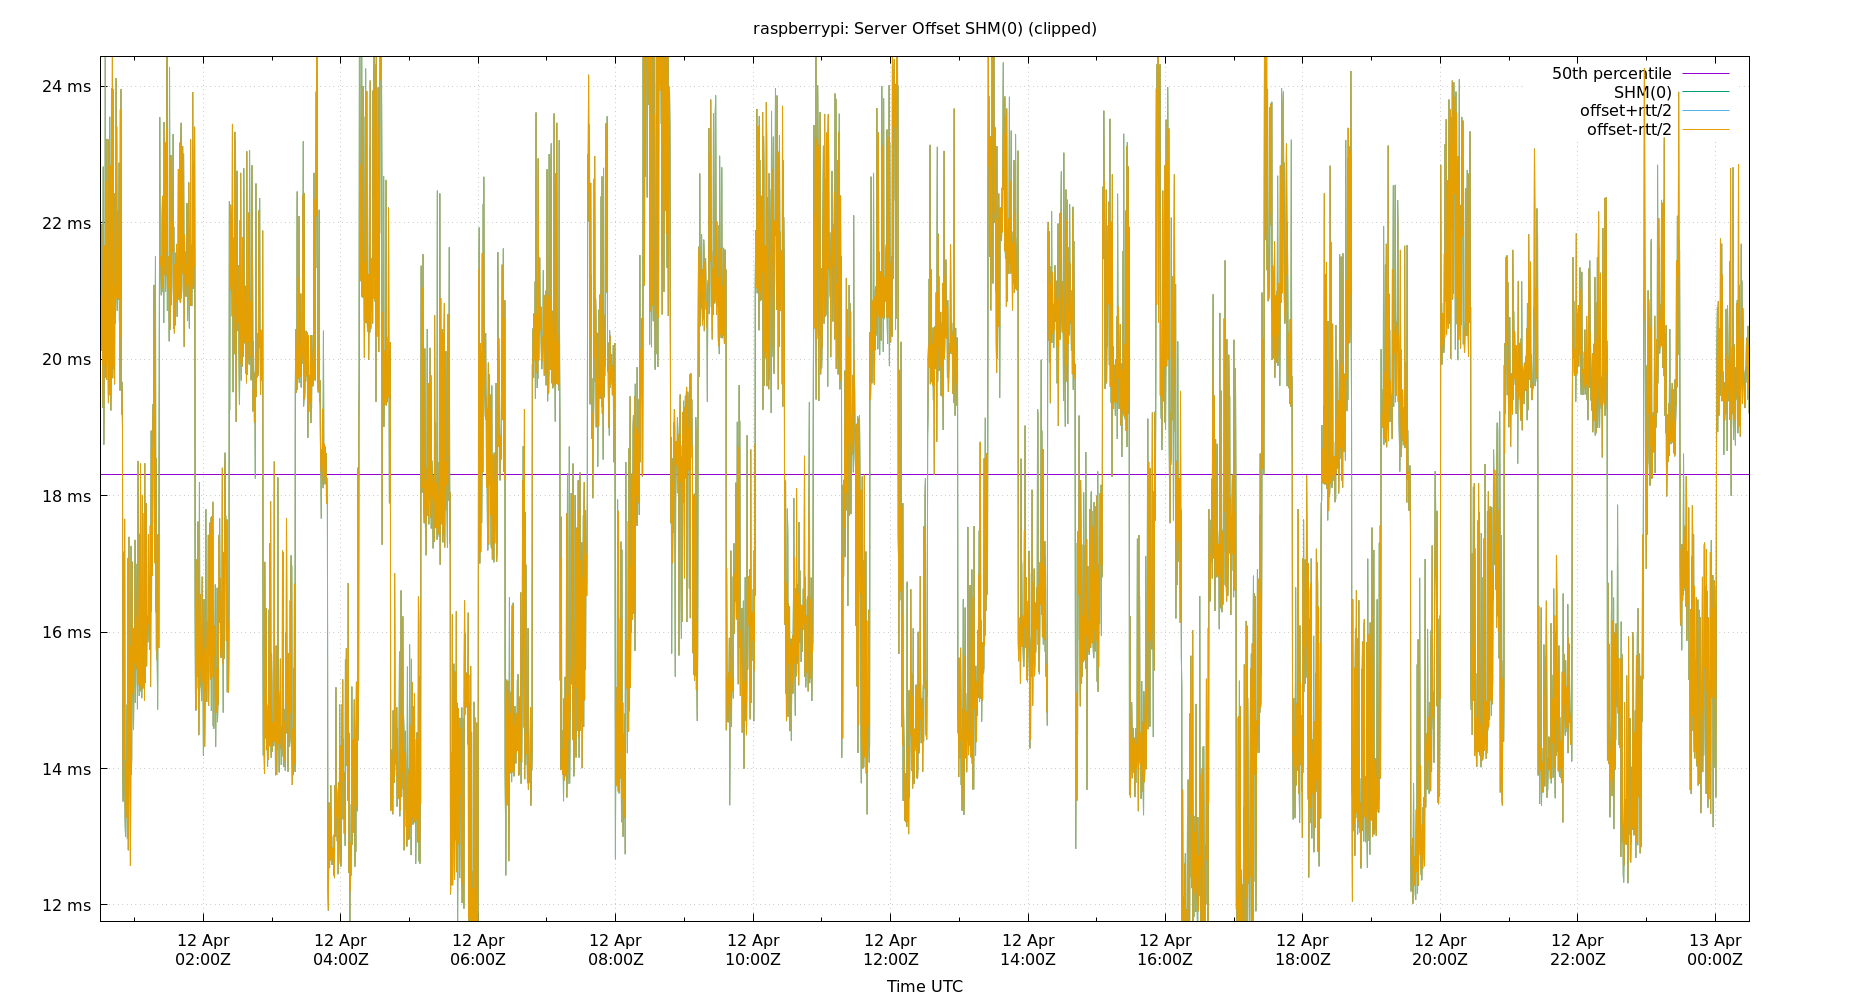 raspberrypi: Server Offset SHM(0) (clipped)
50th percentile
SHM(0)
offset+rtt/2
offset-rtt/2
24 ms
22 ms
20 ms
18 ms
16 ms
14 ms
12 ms
12 Apr 12 Apr 12 Apr 12 Apr 12 Apr 12 Apr 12 Apr 12 Apr 12 Apr 12 Apr 12 Apr 13 Apr
02:00Z 04:00Z 06:00Z 08:00Z 10:00Z 12:00Z 14:00Z 16:00Z 18:00Z 20:00Z 22:00Z 00:00Z
Time UTC